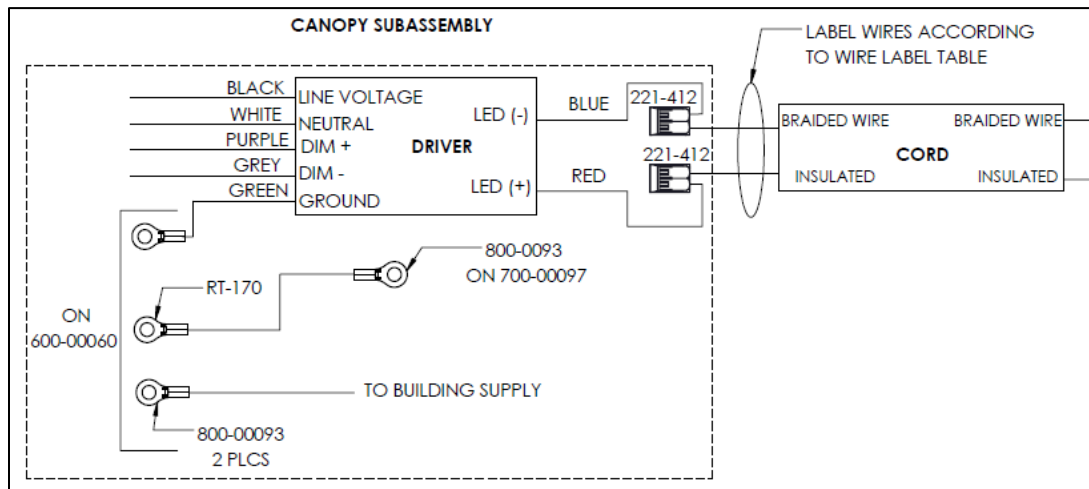 CANOPY SUBASSEMBLY
LABEL WIRES ACCORDING
TO WIRE LABEL TABLE
BLACK
WHITE
PURPLE
GREY
GREEN
LINE VOLTAGE
NEUTRAL
DIM +
DIM -
GROUND
DRIVER
LED (-)
LED (+)
BLUE
RED
221-412
221-412
BRAIDED WIRE
BRAIDED WIRE
CORD
INSULATED
INSULATED
800-0093
ON 700-00097
RT-170
ON
600-00060
TO BUILDING SUPPLY
800-00093
2 PLCS